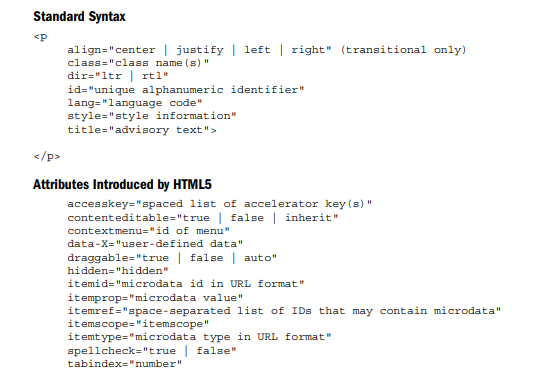 Standard Syntax
<p
align="center | justify | left | right" (transitional only)
class="class name(s)"
dir="ltr | rtl"
id="unique alphanumeric identifier"
lang="language code"
style="style information"
title="advisory text">
</p>
Attributes Introduced by HTML5
accesskey="spaced list of accelerator key(s)"
contenteditable="true | false | inherit"
contextmenu="id of menu"
data-X="user-defined data"
draggable="true | false | auto"
hidden="hidden"
itemid="microdata id in URL format"
itemprop="microdata value"
itemref="space-separated list of IDs that may contain microdata"
itemscope="itemscope"
itemtype="microdata type in URL format"
spellcheck="true | false"
tabindex="number"